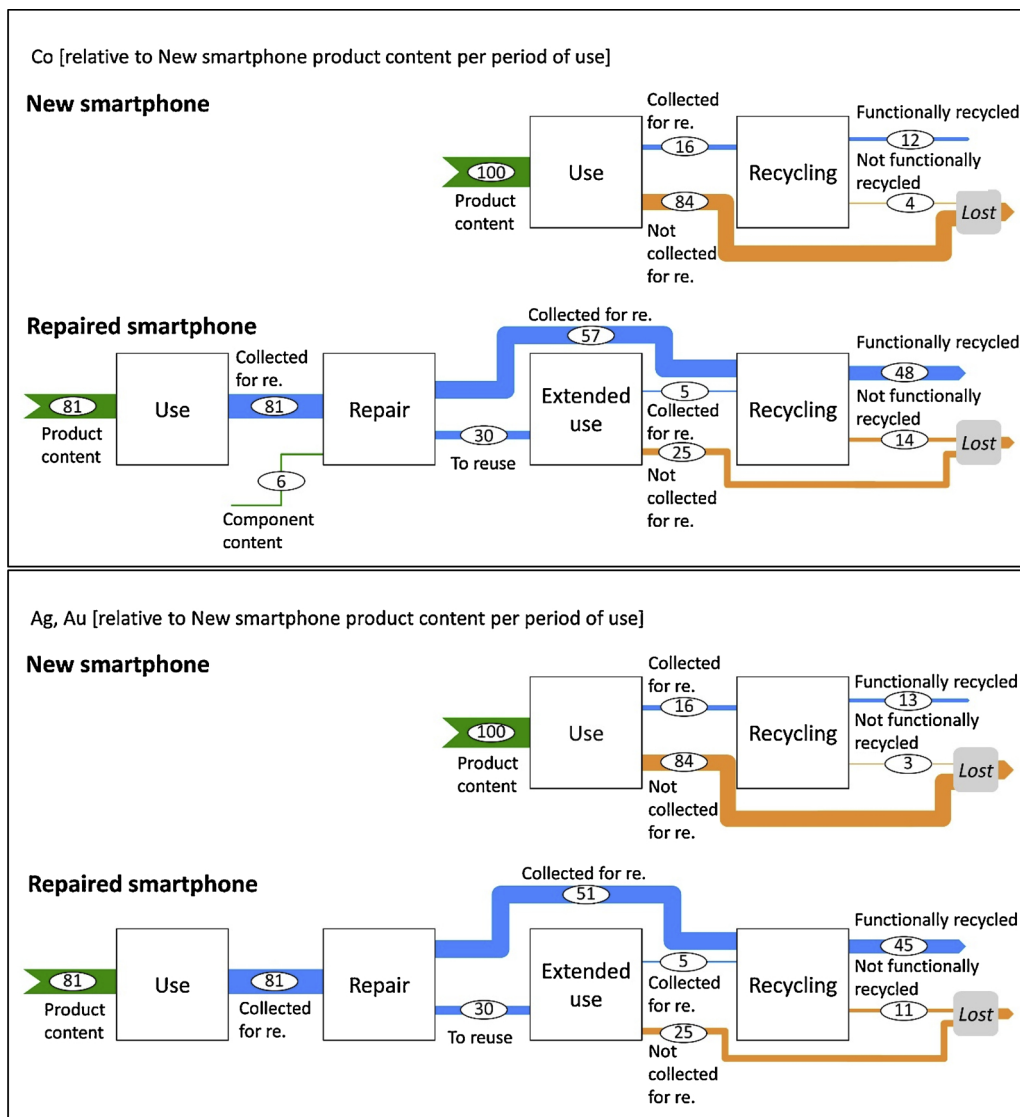 Co [relative to New smartphone product content per period of use]
New smartphone
Collected
for re.
16
Functionally recycled
12
100
Use
Recycling
Not functionally
recycled
4
Product
content
84
Not
collected
for re.
Lost
Repaired smartphone
Collected for re.
57
Collected
for re.
Functionally recycled
48
81
Use
81
Repair
Extended
use
5
Recycling
Not functionally
recycled
14
Product
content
30
To reuse
Collected
for re.
25
Lost
6
Not
collected
for re.
Component
content
Ag, Au [relative to New smartphone product content per period of use]
New smartphone
Collected
for re.
16
Functionally recycled
13
100
Use
Recycling
Not functionally
recycled
3
Product
content
84
Not
collected
for re.
Lost
Repaired smartphone
Collected for re.
51
Functionally recycled
45
81
Use
81
Repair
Extended
use
5
Recycling
Not functionally
recycled
11
Product
content
Collected
for re.
30
To reuse
Collected
for re.
25
Lost
Not
collected
for re.